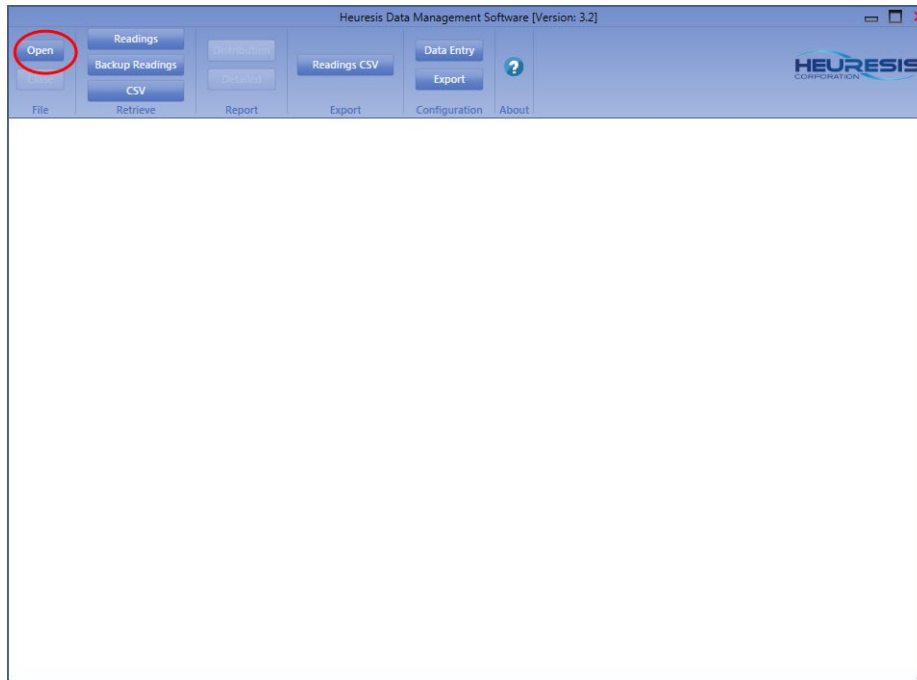 Heuresis Data Management Software [Version: 3.2]
Open
Close
File
Readings
Backup Readings
CSV
Retrieve
Distribution
Detailed
Report
Readings CSV
Export
Data Entry
Export
Configuration
?
About
HEURESIS
CORPORATION